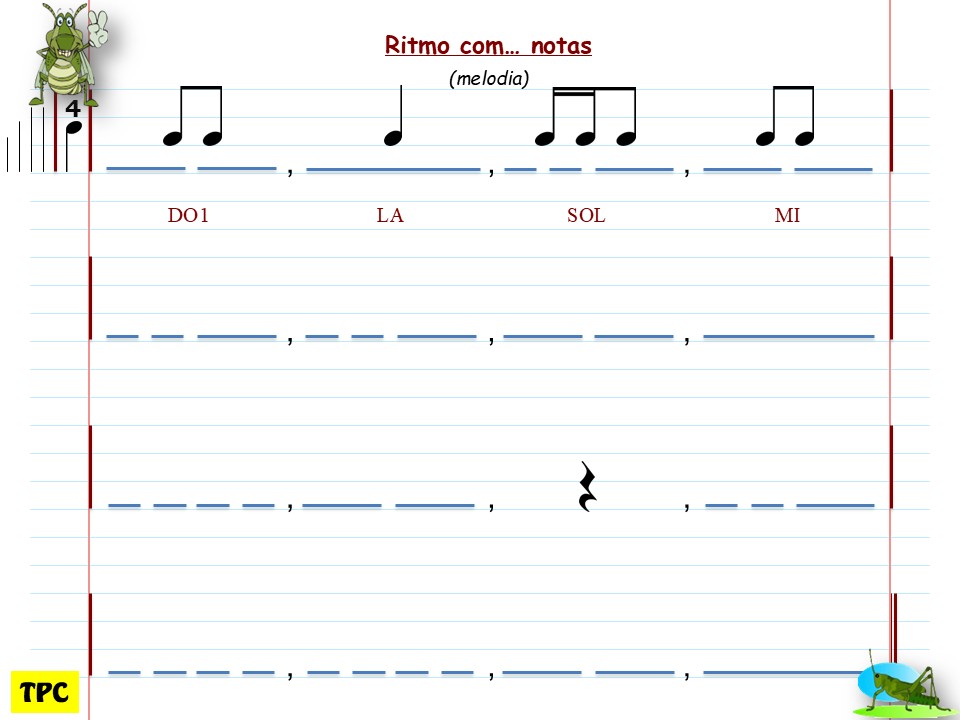 Ritmo com… notas
(melodia)
4
, , ,
DO1 LA SOL MI
, , ,
, , ,
, , ,
TPC